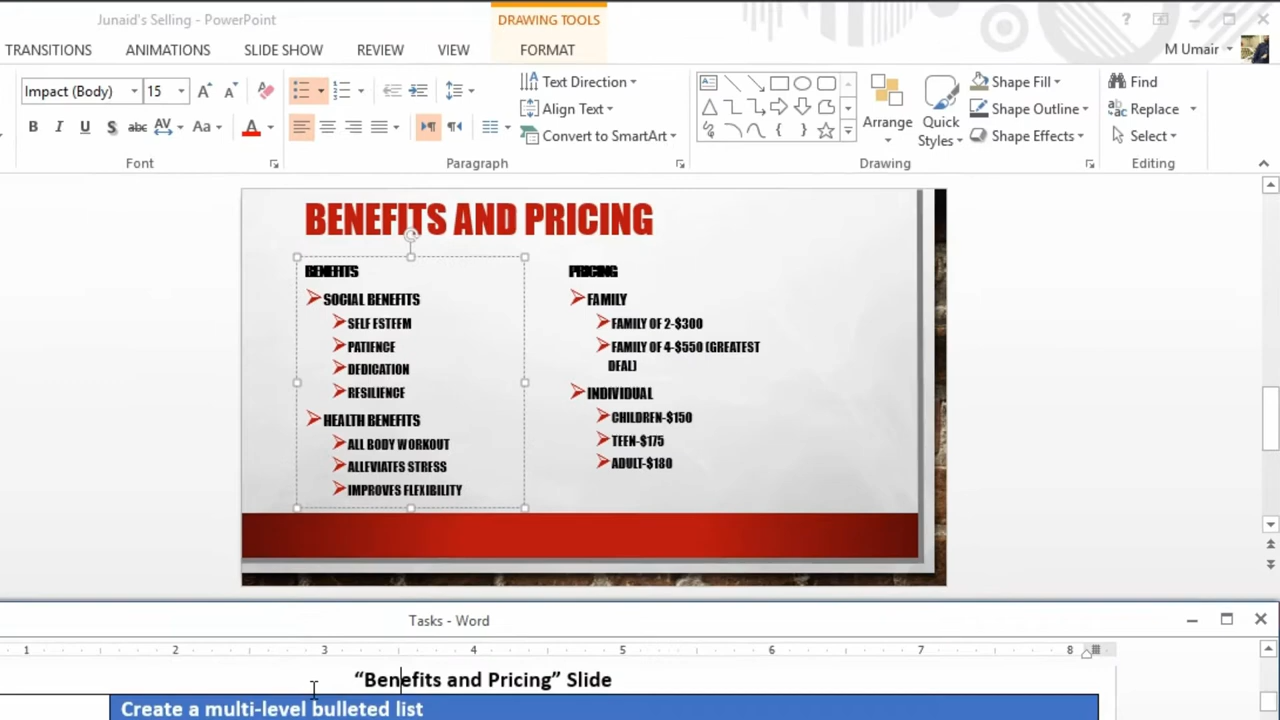 Junaid's Selling - PowerPoint
DRAWING TOOLS
?
TRANSITIONS
ANIMATIONS
SLIDE SHOW
REVIEW
VIEW
FORMAT
M Umair
Impact (Body)
15
Text Direction
Align Text
Convert to SmartArt
Arrange
Quick
Styles
Shape Fill
Shape Outline
Shape Effects
Find
Replace
Select
Font
Paragraph
Drawing
Editing
BENEFITS AND PRICING
BENEFITS
SOCIAL BENEFITS
SELF ESTEEM
PATIENCE
DEDICATION
RESILIENCE
HEALTH BENEFITS
ALL BODY WORKOUT
ALLEVIATES STRESS
IMPROVES FLEXIBILITY
PRICING
FAMILY
FAMILY OF 2-$300
FAMILY OF 4-$550 (GREATEST
DEAL)
INDIVIDUAL
CHILDREN-$150
TEEN-$175
ADULT-$180
Tasks - Word
1 2 3 4 5 6 7 8
“Benefits and Pricing” Slide
Create a multi-level bulleted list